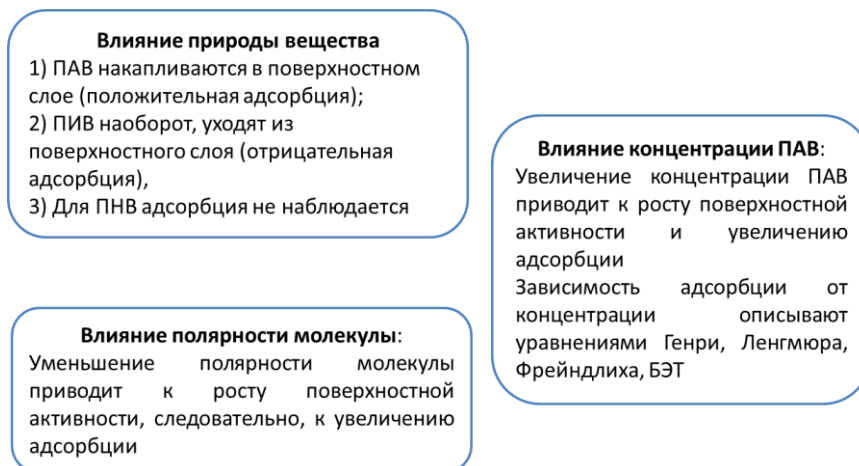 Влияние природы вещества
1) ПАВ накапливаются в поверхностном
слое (положительная адсорбция);
2) ПИВ наоборот, уходят из
поверхностного слоя (отрицательная
адсорбция),
3) Для ПНВ адсорбция не наблюдается
Влияние полярности молекулы:
Уменьшение полярности молекулы
приводит к росту поверхностной
активности, следовательно, к увеличению
адсорбции
Влияние концентрации ПАВ:
Увеличение концентрации ПАВ
приводит к росту поверхностной
активности и увеличению
адсорбции
Зависимость адсорбции от
концентрации описывают
уравнениями Генри, Ленгмюра,
Фрейндлиха, БЭТ